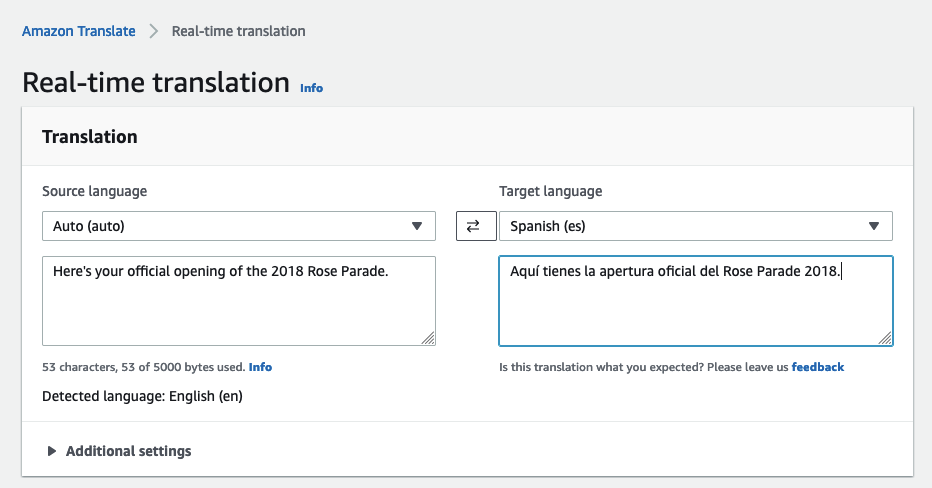 Amazon Translate > Real-time translation
Real-time translation Info
Translation
Source language
Target language
Auto (auto)
Spanish (es)
Here's your official opening of the 2018 Rose Parade.
Aquí tienes la apertura oficial del Rose Parade 2018.
53 characters, 53 of 5000 bytes used. Info
Is this translation what you expected? Please leave us feedback
Detected language: English (en)
Additional settings